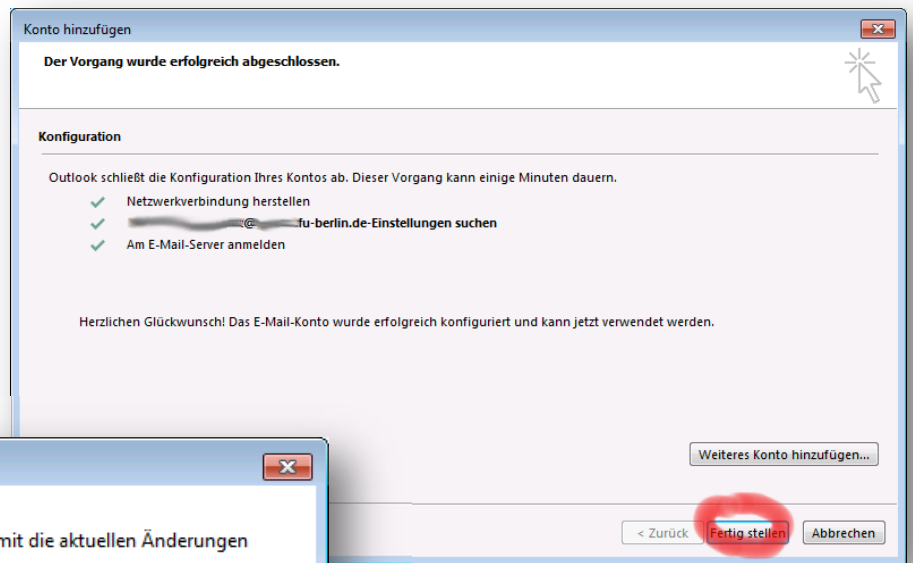 Konto hinzufügen
Der Vorgang wurde erfolgreich abgeschlossen.
Konfiguration
Outlook schließt die Konfiguration Ihres Kontos ab. Dieser Vorgang kann einige Minuten dauern.
Netzwerkverbindung herstellen
@ fu-berlin.de-Einstellungen suchen
Am E-Mail-Server anmelden
Herzlichen Glückwunsch! Das E-Mail-Konto wurde erfolgreich konfiguriert und kann jetzt verwendet werden.
Weiteres Konto hinzufügen...
< Zurück Fertig stellen Abbrechen
mit die aktuellen Änderungen